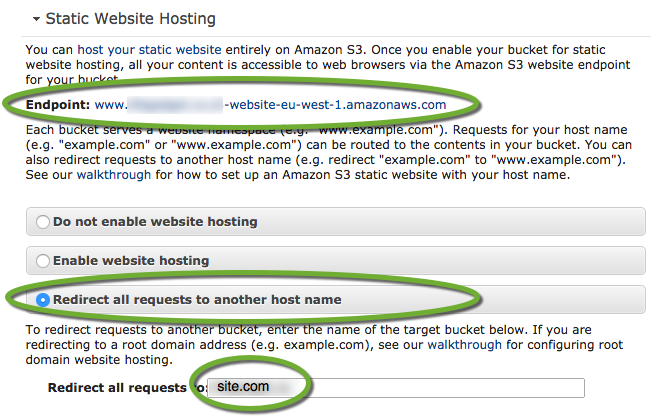 Static Website Hosting
You can host your static website entirely on Amazon S3. Once you enable your bucket for static
website hosting, all your content is accessible to web browsers via the Amazon S3 website endpoint
for your bucket.
Endpoint: www. -website-eu-west-1.amazonaws.com
Each bucket serves a website namespace (e.g. "www.example.com"). Requests for your host name
(e.g. "example.com" or "www.example.com") can be routed to the contents in your bucket. You can
also redirect requests to another host name (e.g. redirect "example.com" to "www.example.com").
See our walkthrough for how to set up an Amazon S3 static website with your host name.
Do not enable website hosting
Enable website hosting
Redirect all requests to another host name
To redirect requests to another bucket, enter the name of the target bucket below. If you are
redirecting to a root domain address (e.g. example.com), see our walkthrough for configuring root
domain website hosting.
Redirect all requests to: site.com